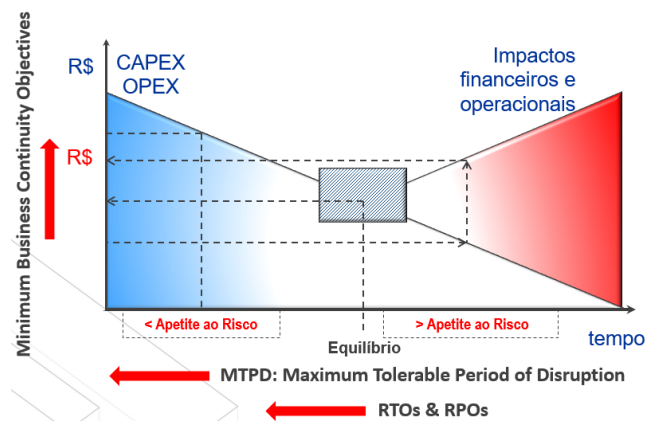 Minimum Business Continuity Objectives
R$
CAPEX
OPEX
Impactos
financeiros e
operacionais
R$
< Apetite ao Risco
> Apetite ao Risco
Equilíbrio
tempo
MTPD: Maximum Tolerable Period of Disruption
RTOs & RPOs